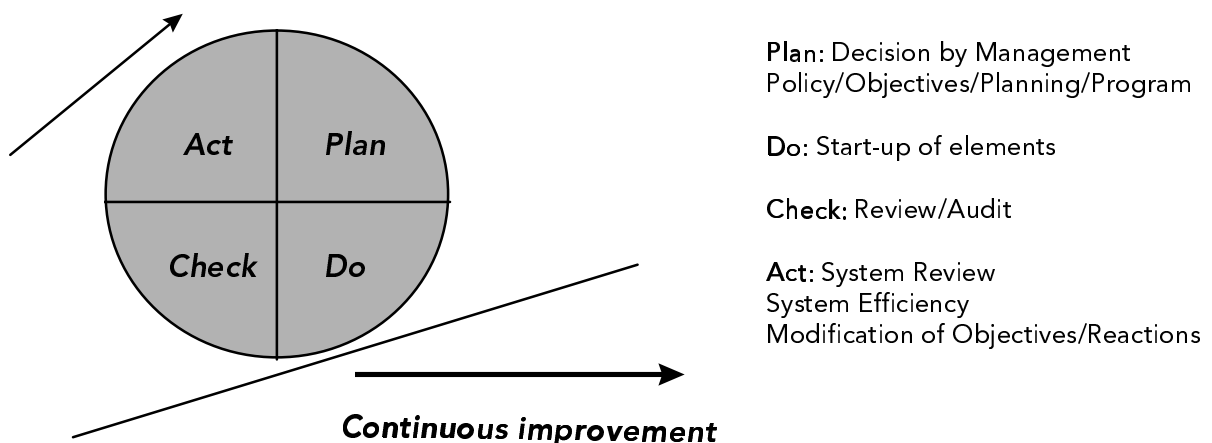 Act
Plan
Check
Do
Continuous improvement
Plan: Decision by Management
Policy/Objectives/Planning/Program
Do: Start-up of elements
Check: Review/Audit
Act: System Review
System Efficiency
Modification of Objectives/Reactions